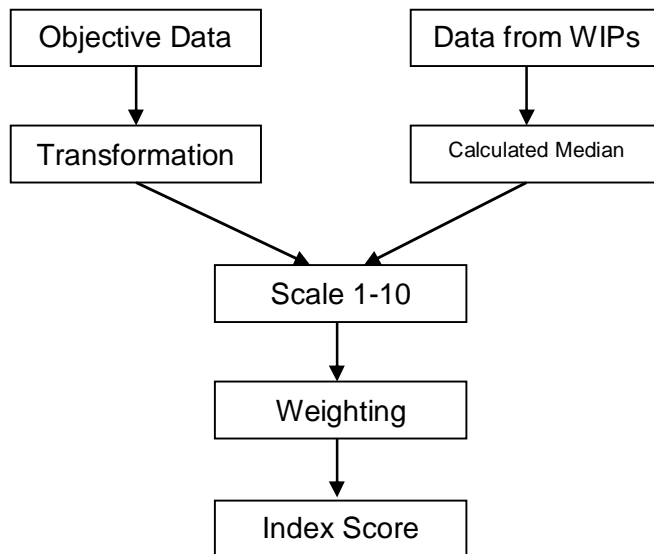 Objective Data
Data from WIPs
Transformation
Calculated Median
Scale 1-10
Weighting
Index Score